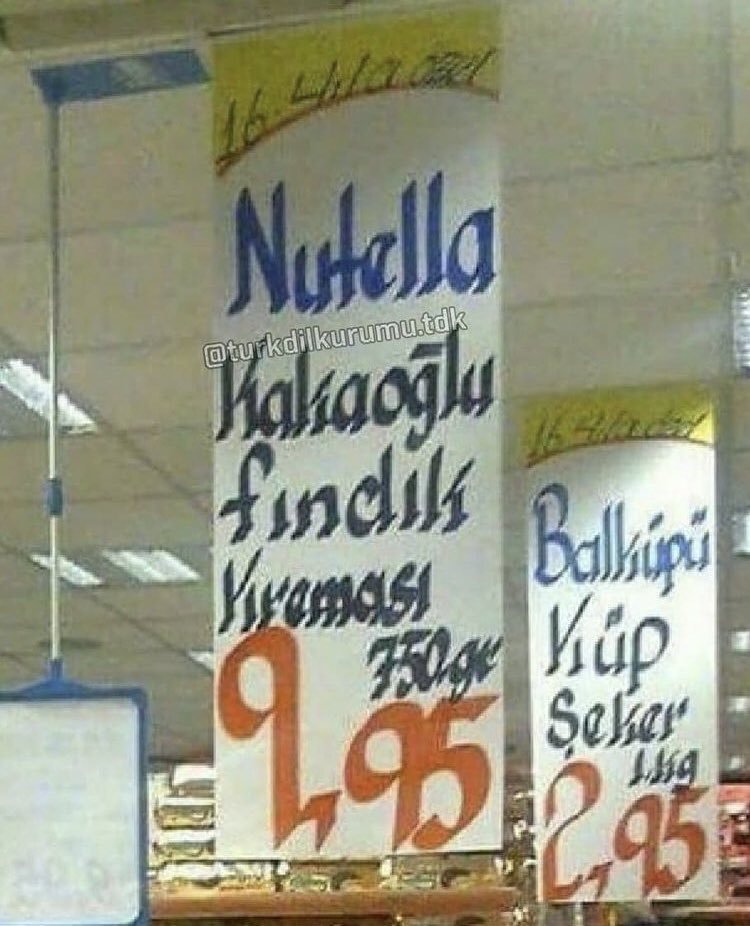 Nutella
@turkdilkurumu.tdk
Kakaoğlu
fındık
Kreması
750 gr
9,95
Balküpü
Küp
Şeker
1 kg
2,95